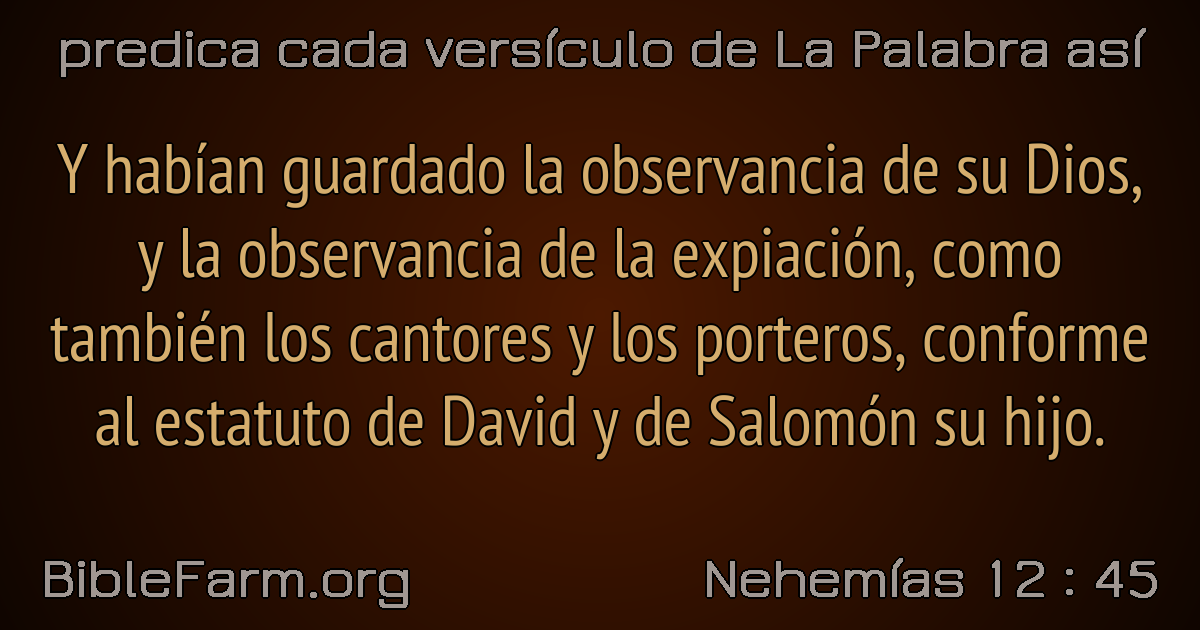 predica cada versículo de La Palabra así
Y habían guardado la observancia de su Dios,
y la observancia de la expiación, como
también los cantores y los porteros, conforme
al estatuto de David y de Salomón su hijo.
BibleFarm.org
Nehemías 12 : 45